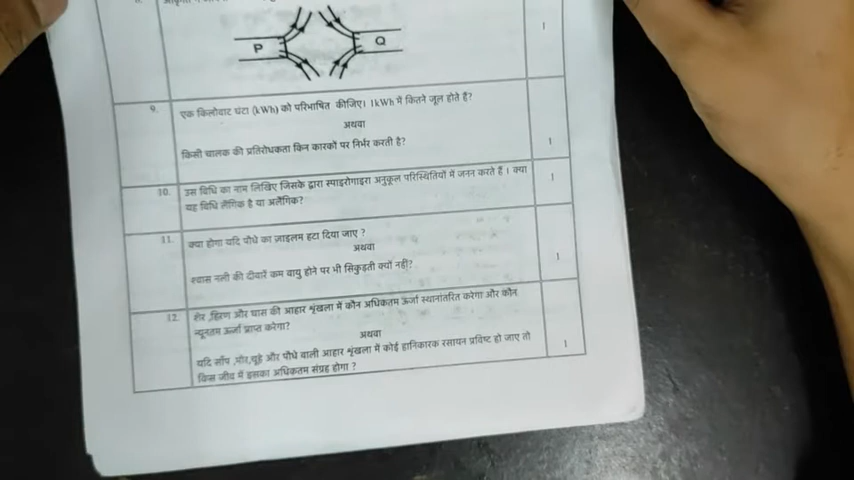 P
Q
1
9.
एक किलोवाट घंटा (kWh) को परिभाषित कीजिए। 1kWh में कितने जूल होते हैं?
अथवा
किसी चालक की प्रतिरोधकता किन कारकों पर निर्भर करती है?
1
10.
उस विधि का नाम लिखिए जिसके द्वारा स्पाइरोगाइरा अनुकूल परिस्थितियों में जनन करते हैं । क्या
यह विधि लैंगिक है या अलैंगिक?
1
11.
क्या होगा यदि पौधे का ज़ाइलम हटा दिया जाए ?
अथवा
श्वास नली की दीवारें कम वायु होने पर भी सिकुड़ती क्यों नहीं?
1
12.
शेर ,हिरण और घास की आहार श्रृंखला में कौन अधिकतम ऊर्जा स्थानांतरित करेगा और कौन
न्यूनतम ऊर्जा प्राप्त करेगा?
अथवा
यदि साँप ,मोर,चूहे और पौधे वाली आहार श्रृंखला में कोई हानिकारक रसायन प्रविष्ट हो जाए तो
किस जीव में इसका अधिकतम संग्रह होगा ?
1